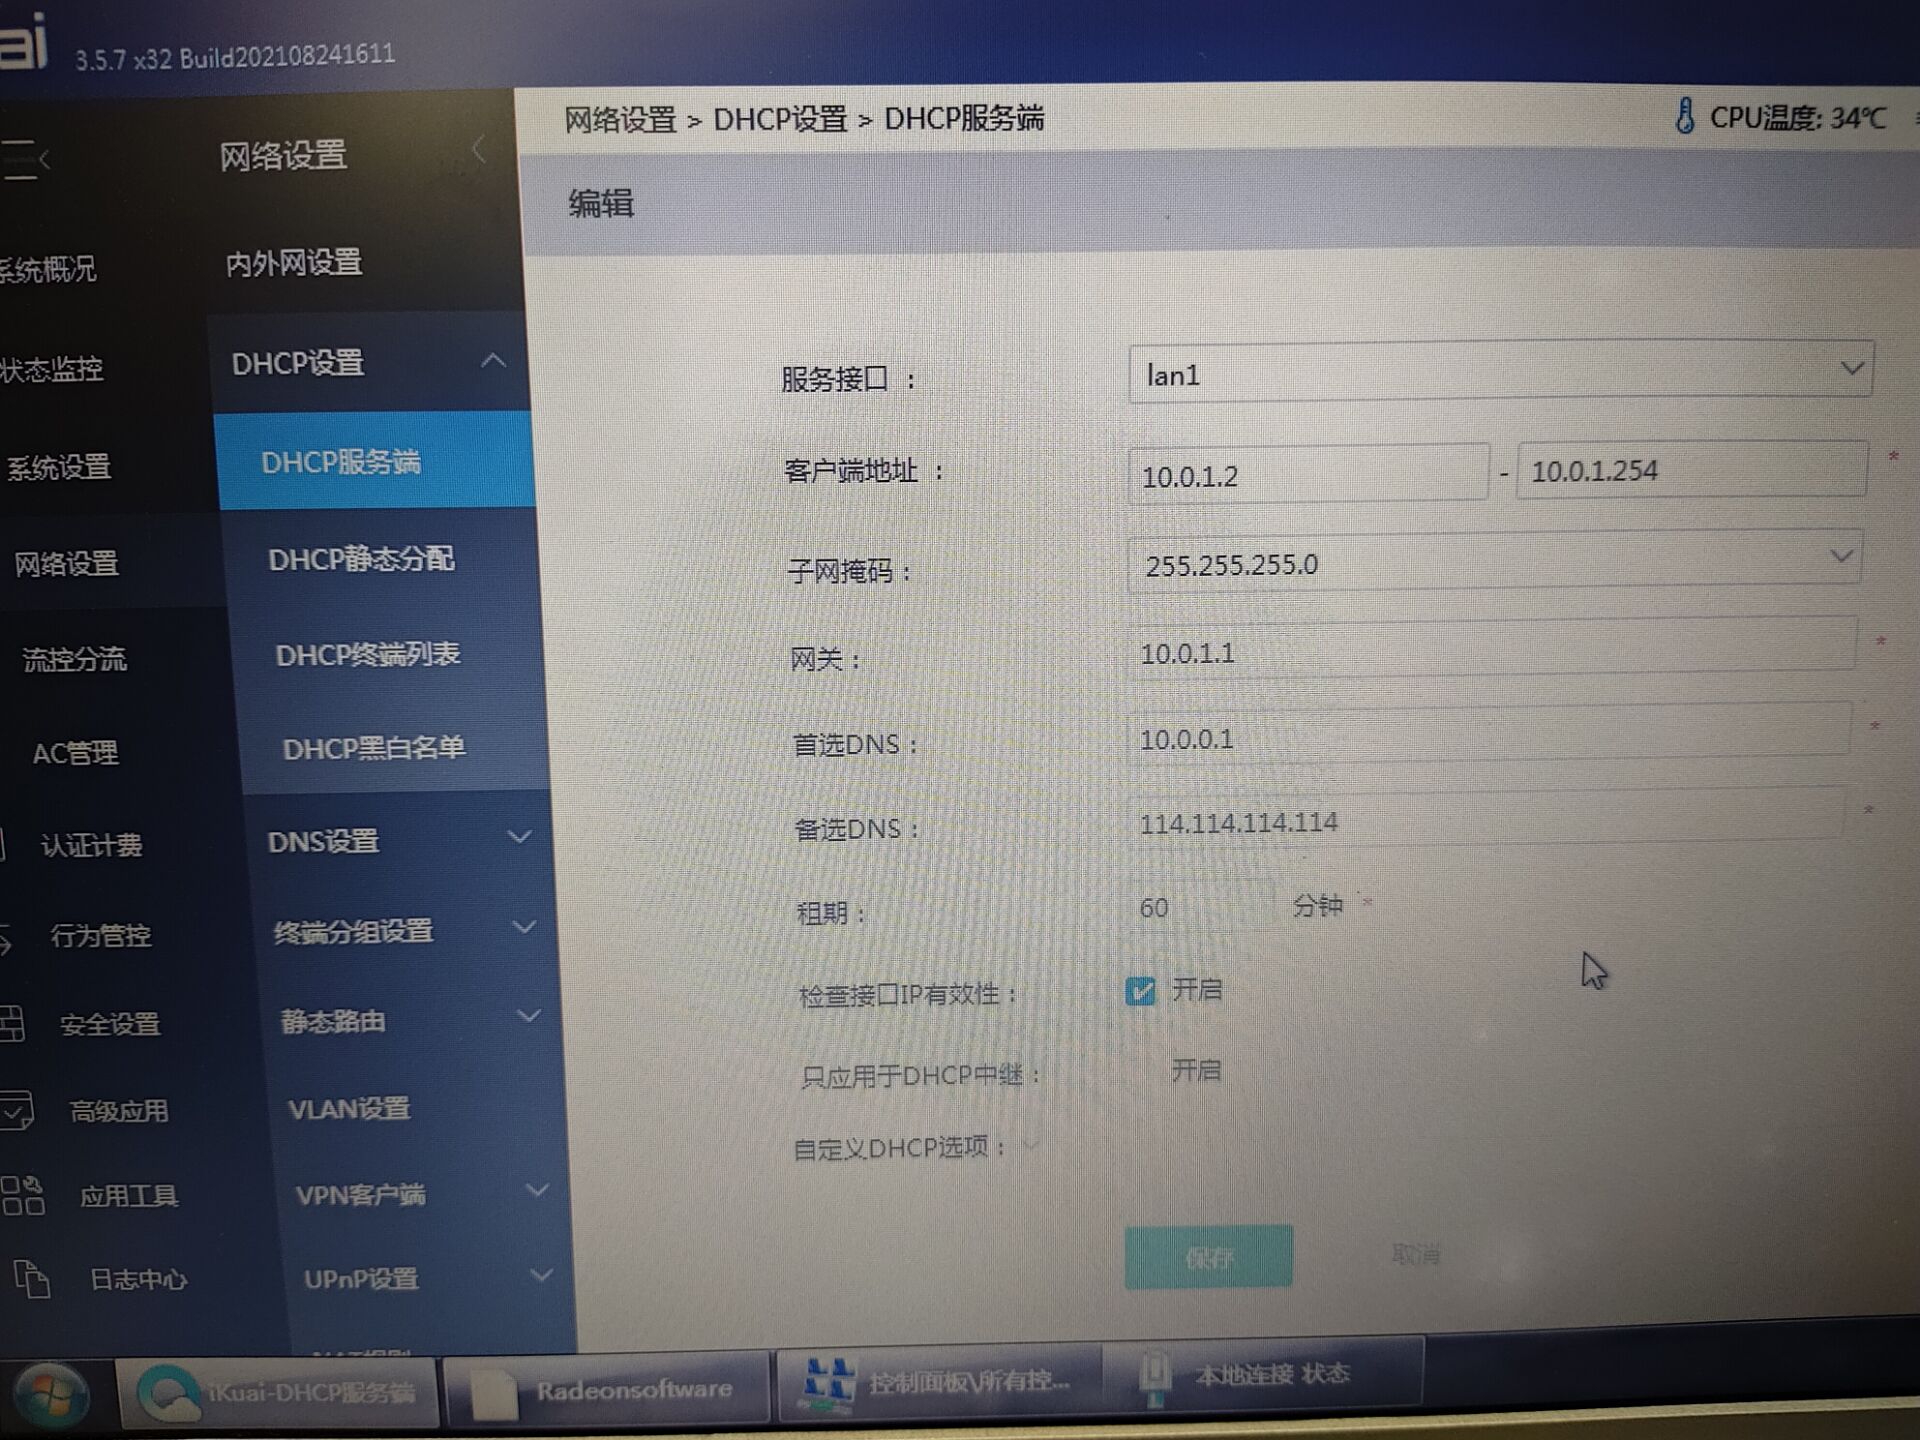 ai 3.5.7 x32 Build202108241611
网络设置 > DHCP设置 > DHCP服务端
CPU温度: 34℃
编辑
系统概况
状态监控
系统设置
网络设置
流控分流
AC管理
认证计费
行为管控
安全设置
高级应用
应用工具
日志中心
网络设置
内外网设置
DHCP设置
DHCP服务端
DHCP静态分配
DHCP终端列表
DHCP黑白名单
DNS设置
终端分组设置
静态路由
VLAN设置
VPN客户端
UPnP设置
服务接口 : lan1
客户端地址 : 10.0.1.2 - 10.0.1.254 *
子网掩码 : 255.255.255.0
网关 : 10.0.1.1 *
首选DNS : 10.0.0.1 *
备选DNS : 114.114.114.114 *
租期 : 60 分钟 *
检查接口IP有效性 : 开启
只应用于DHCP中继 : 开启
自定义DHCP选项 :
保存 取消
iKuai-DHCP服务端 Radeonsoftware 控制面板\所有控... 本地连接 状态